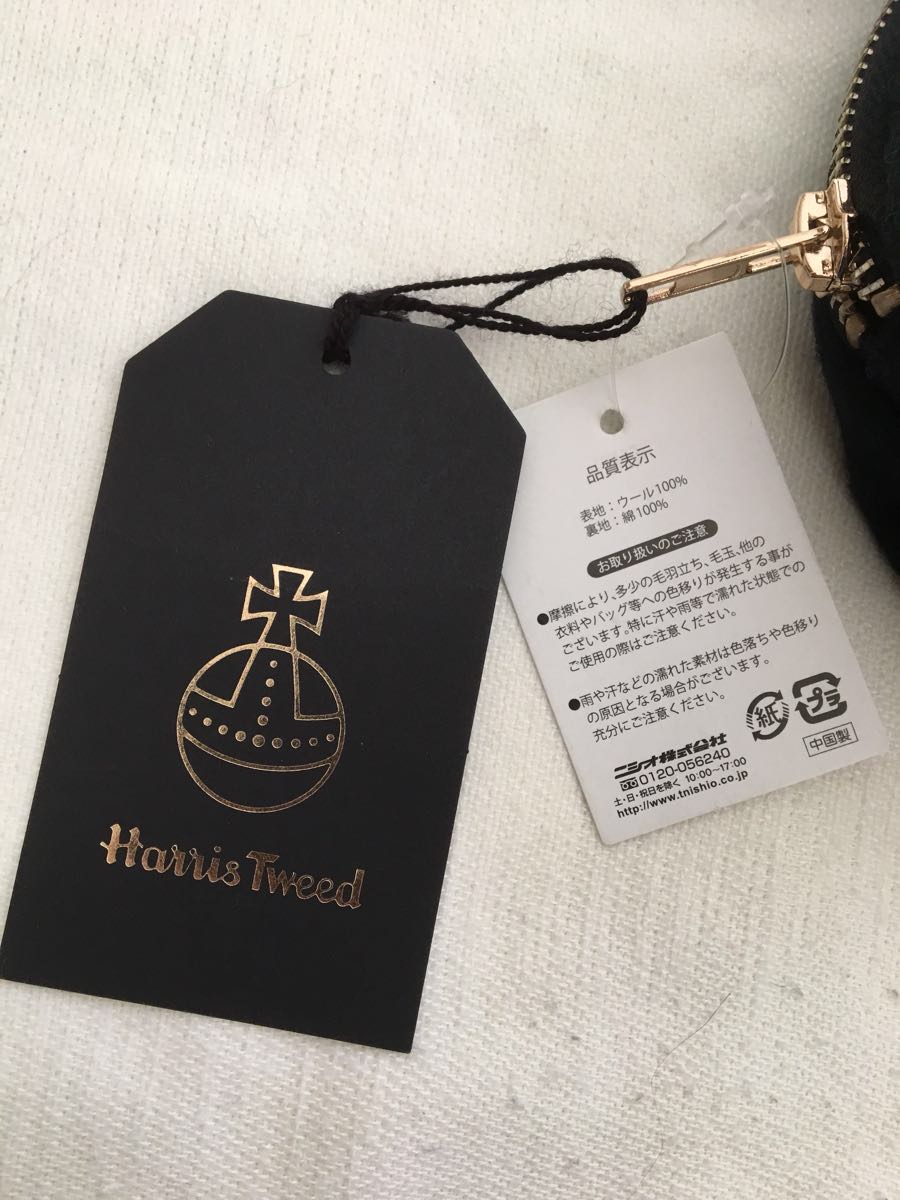 Harris Tweed
品質表示
表地：ウール100%
裏地：綿100%
お取り扱いのご注意
●摩擦により、多少の毛羽立ち、毛玉、他の
衣料やバッグ等への色移りが発生する事が
ございます。特に汗や雨等で濡れた状態での
ご使用の際はご注意ください。
●雨や汗などの濡れた素材は色落ちや色移り
の原因となる場合がございます。
充分にご注意ください。
紙 プラ
中国製
ニシオ株式会社
0120-056240
土・日・祝日を除く 10:00〜17:00
http://www.tnishio.co.jp